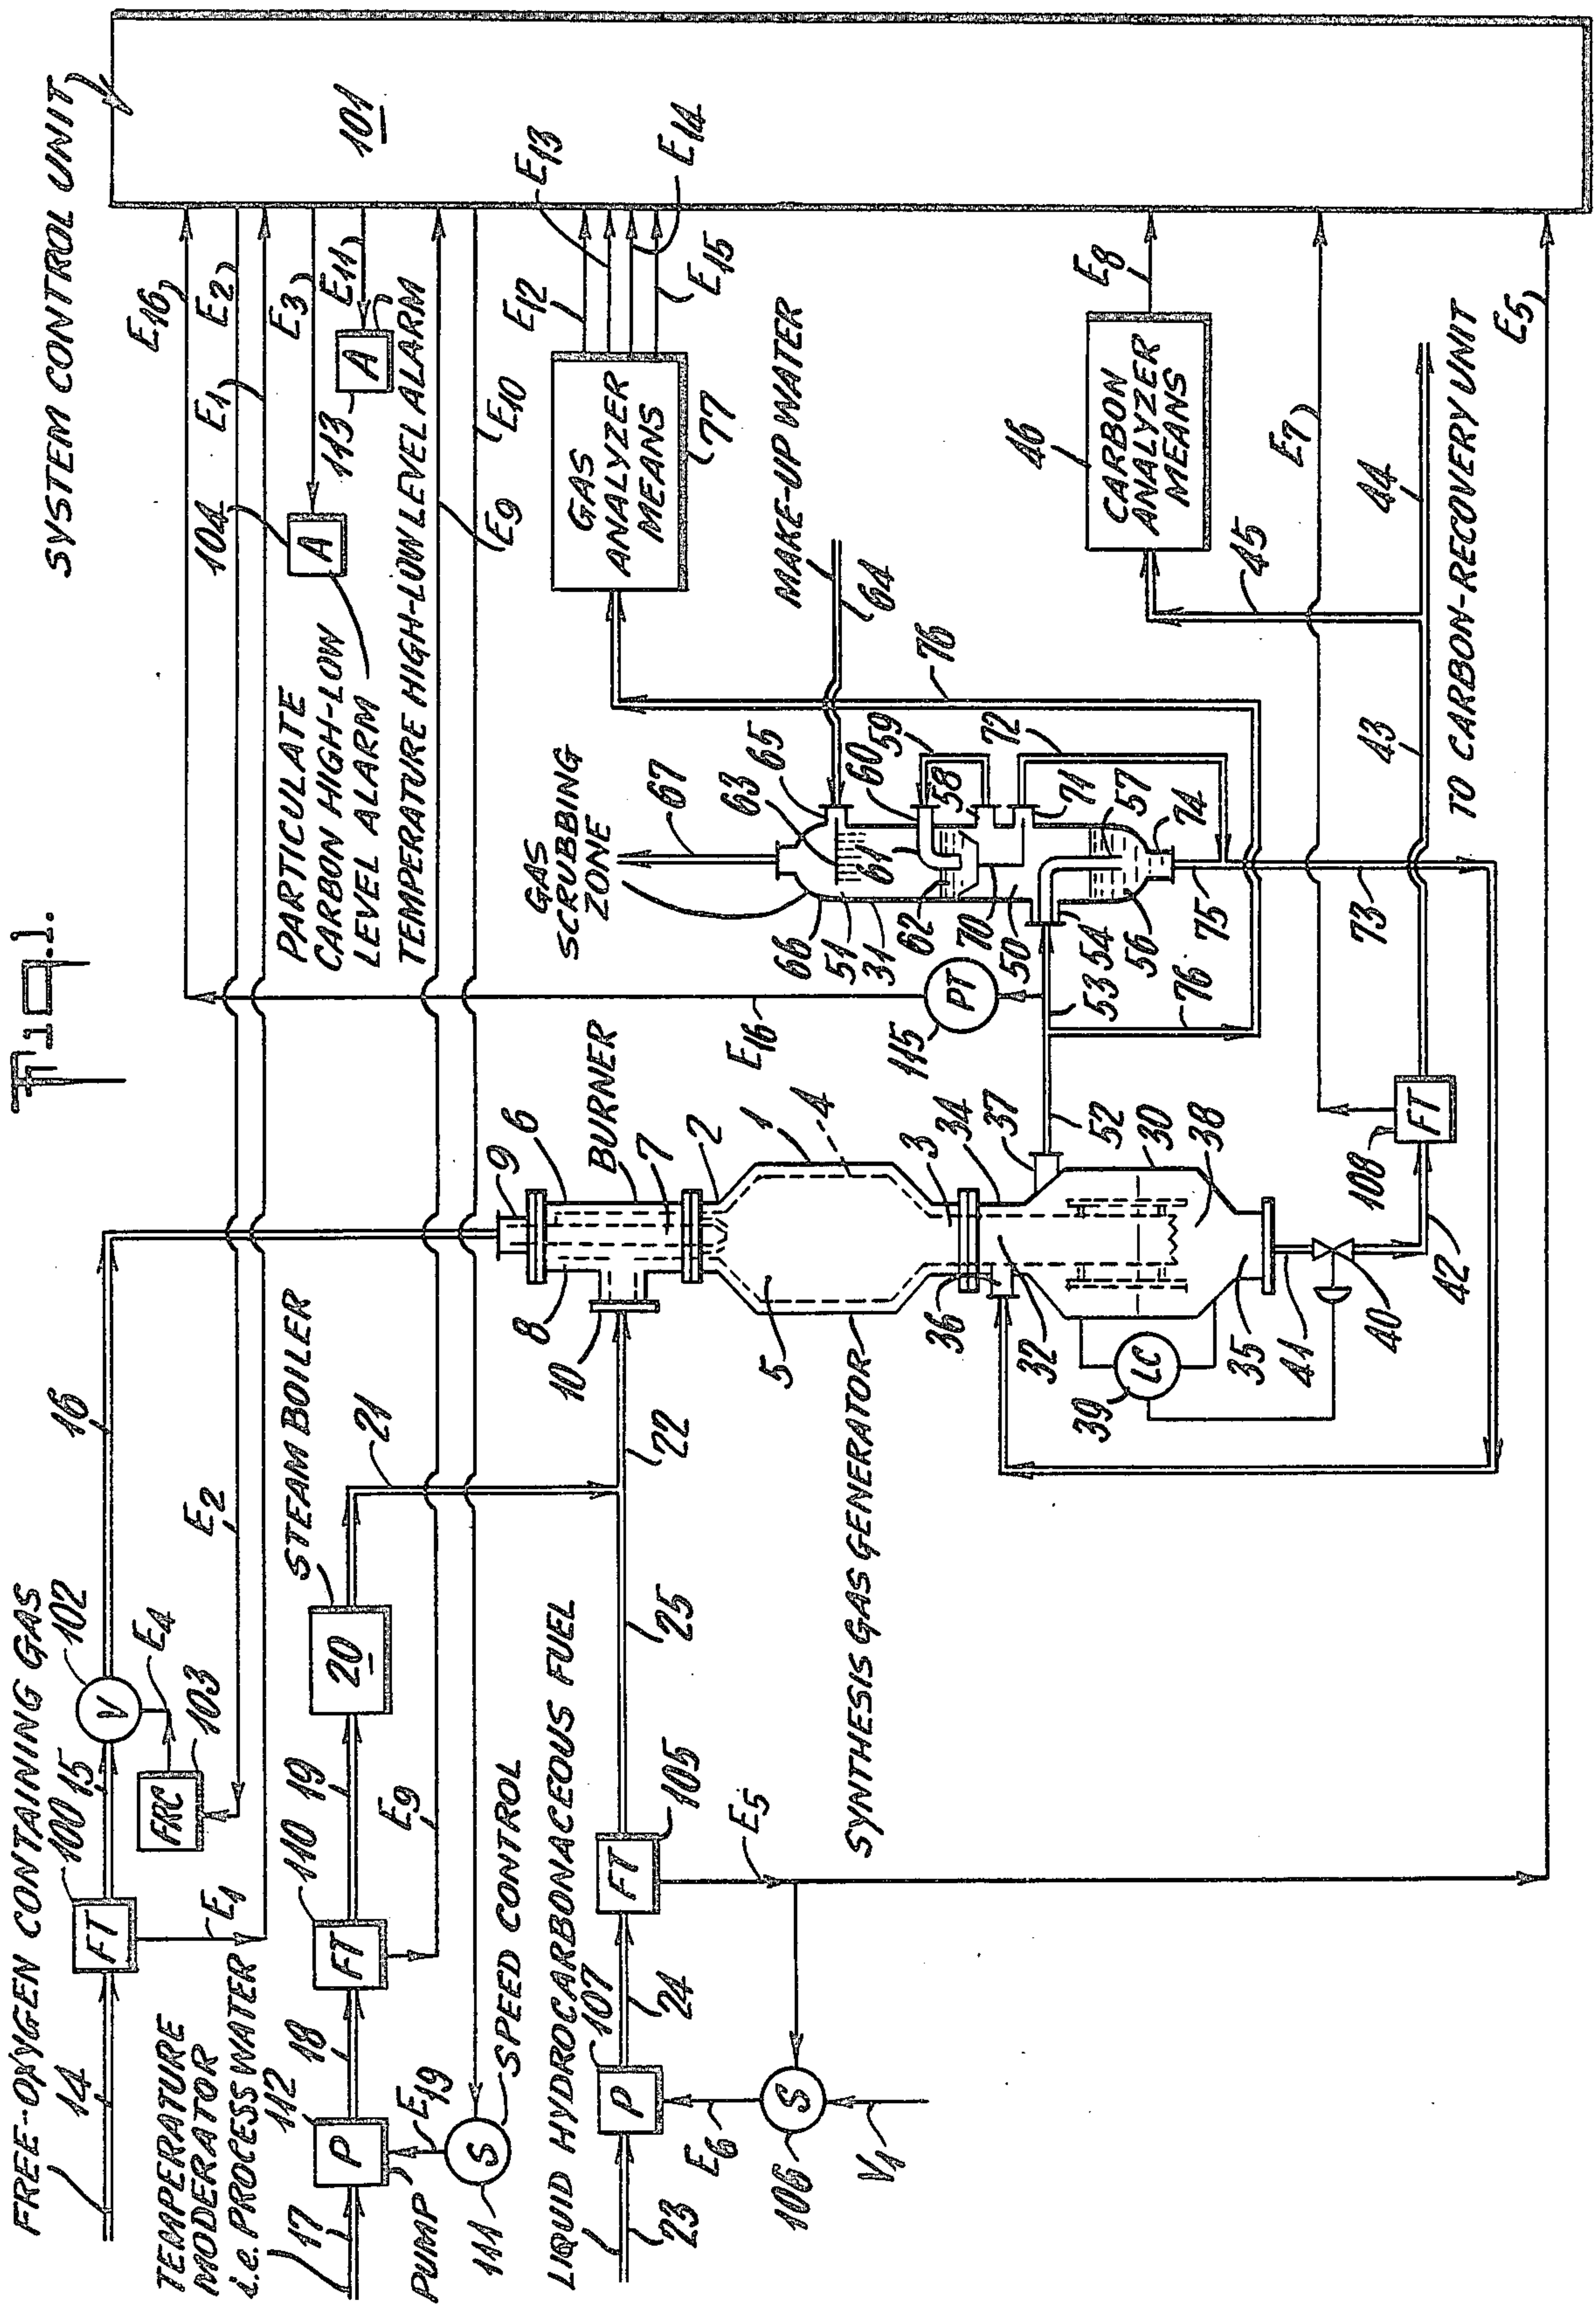 Fig. 1.
SYSTEM CONTROL UNIT
101
FREE-OXYGEN CONTAINING GAS
14
100
FT
15
102
V
E4
103
FRC
16
E1
E2
E16
E2
E1
E3
E11
104
A
113
A
PARTICULATE
CARBON HIGH-LOW
LEVEL ALARM
TEMPERATURE HIGH-LOW LEVEL ALARM
TEMPERATURE
MODERATOR
i.e. PROCESS WATER
17
112
P
PUMP
18
110
FT
19
20
STEAM BOILER
21
E9
E9
E10
E19
111
S
SPEED CONTROL
LIQUID HYDROCARBONACEOUS FUEL
23
107
P
24
FT
105
25
22
E6
106
S
V1
E5
E5
SYNTHESIS GAS GENERATOR
BURNER
9
6
7
8
10
2
1
4
5
3
34
36
32
37
52
30
38
35
39
LC
41
40
42
108
FT
E7
43
44
TO CARBON-RECOVERY UNIT
45
46
CARBON
ANALYZER
MEANS
E8
E16
115
PT
53
76
76
GAS
SCRUBBING
ZONE
67
63
65
66
51
31
61
60
59
62
58
72
70
50
71
54
56
57
74
75
73
MAKE-UP WATER
64
GAS
ANALYZER
MEANS
77
E12
E13
E14
E15